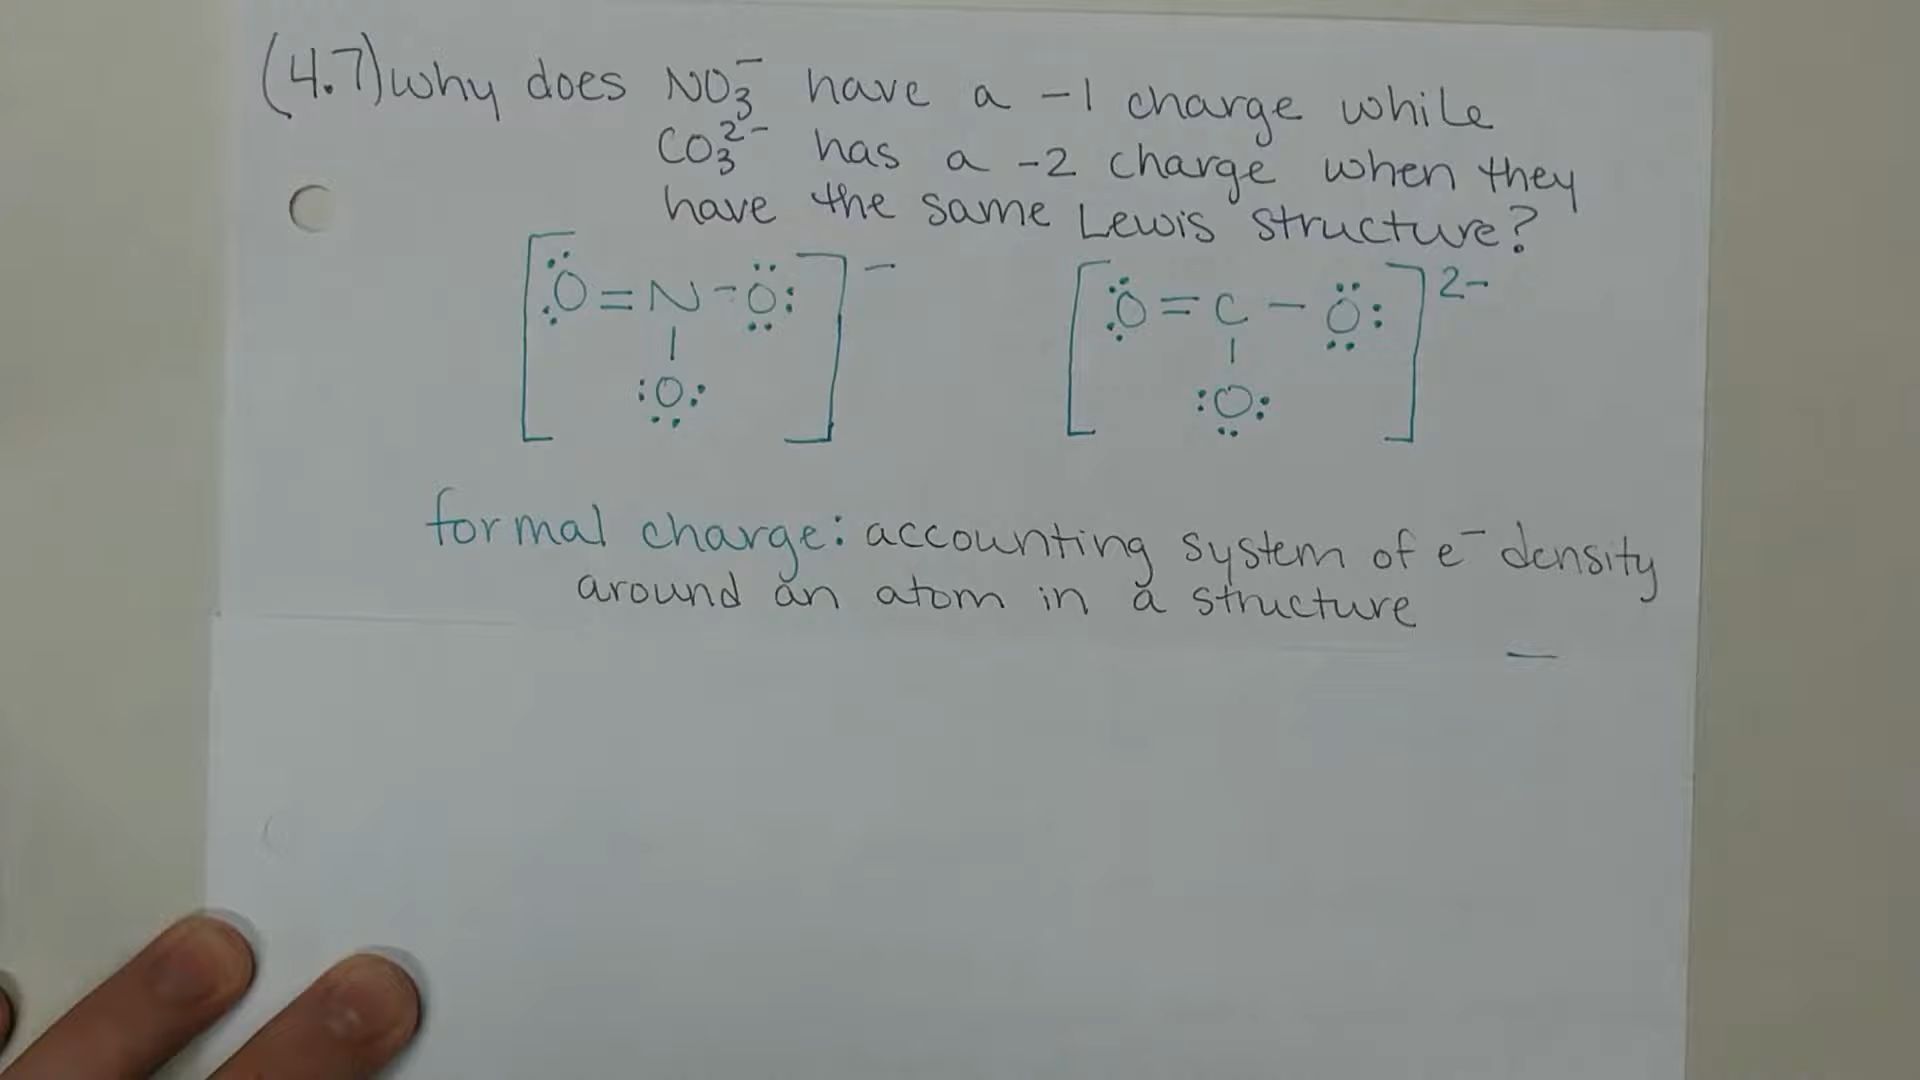 (4.7) why does NO₃⁻ have a -1 charge while
CO₃²⁻ has a -2 charge when they
have the same Lewis structure?
C
[Ö=N-Ö:]⁻ [Ö=C-Ö:]²⁻
| |
:O: :O:
formal charge: accounting system of e⁻ density
around an atom in a structure